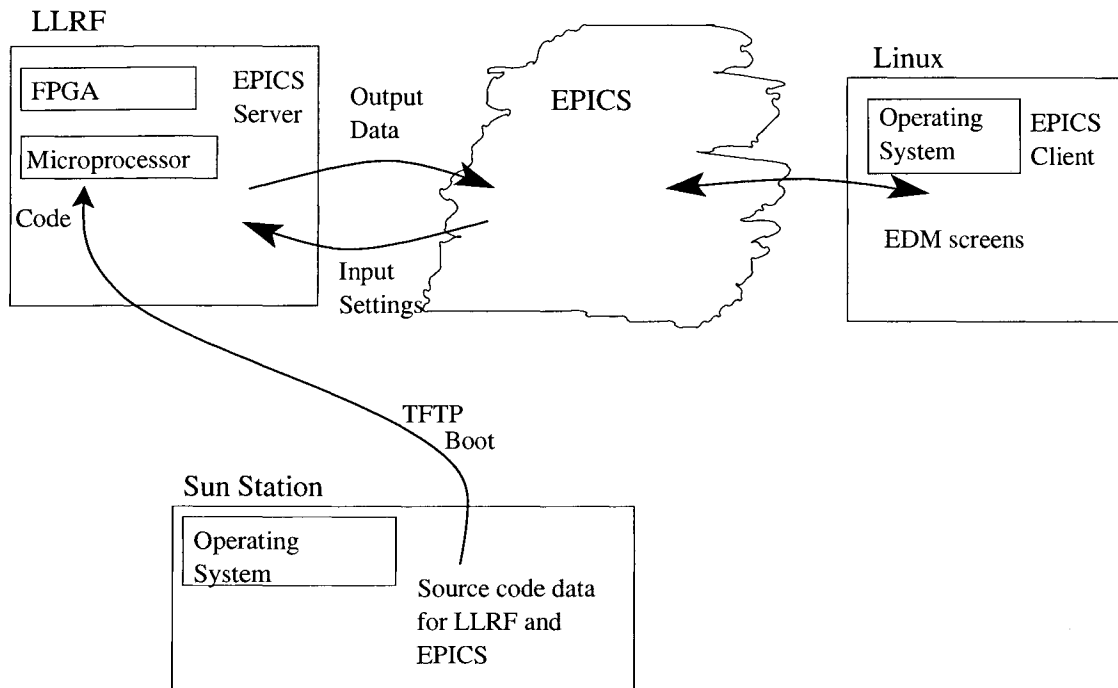 LLRF
FPGA
EPICS
Server
Microprocessor
Code
Output
Data
Input
Settings
EPICS
Linux
Operating
System
EPICS
Client
EDM screens
TFTP
Boot
Sun Station
Operating
System
Source code data
for LLRF and
EPICS